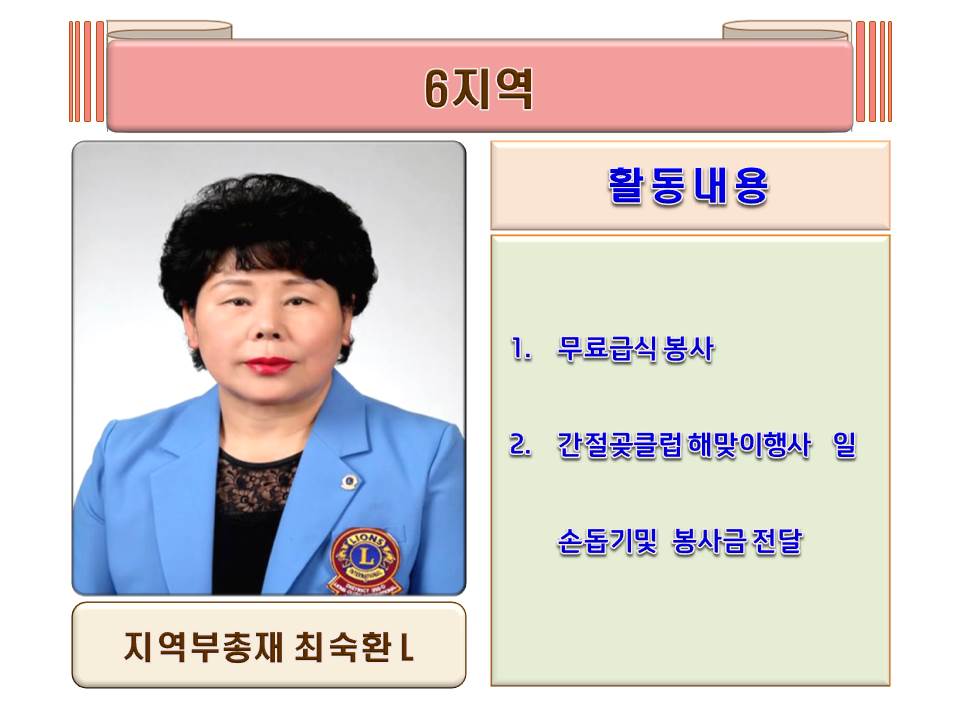 6지역
활동내용
1. 무료급식 봉사
2. 간절곶클럽 해맞이행사 일
손돕기및 봉사금 전달
지역부총재 최숙환 L
LIONS
L
INTERNATIONAL